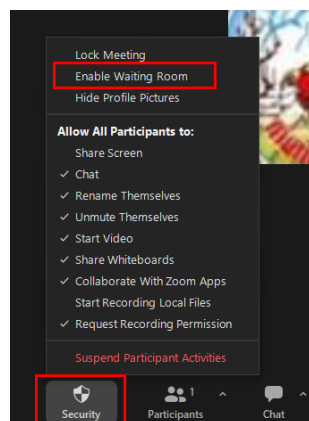 Lock Meeting
Enable Waiting Room
Hide Profile Pictures
Allow All Participants to:
Share Screen
✓ Chat
✓ Rename Themselves
✓ Unmute Themselves
✓ Start Video
✓ Share Whiteboards
✓ Collaborate With Zoom Apps
Start Recording Local Files
✓ Request Recording Permission
Suspend Participant Activities
1
Security Participants Chat